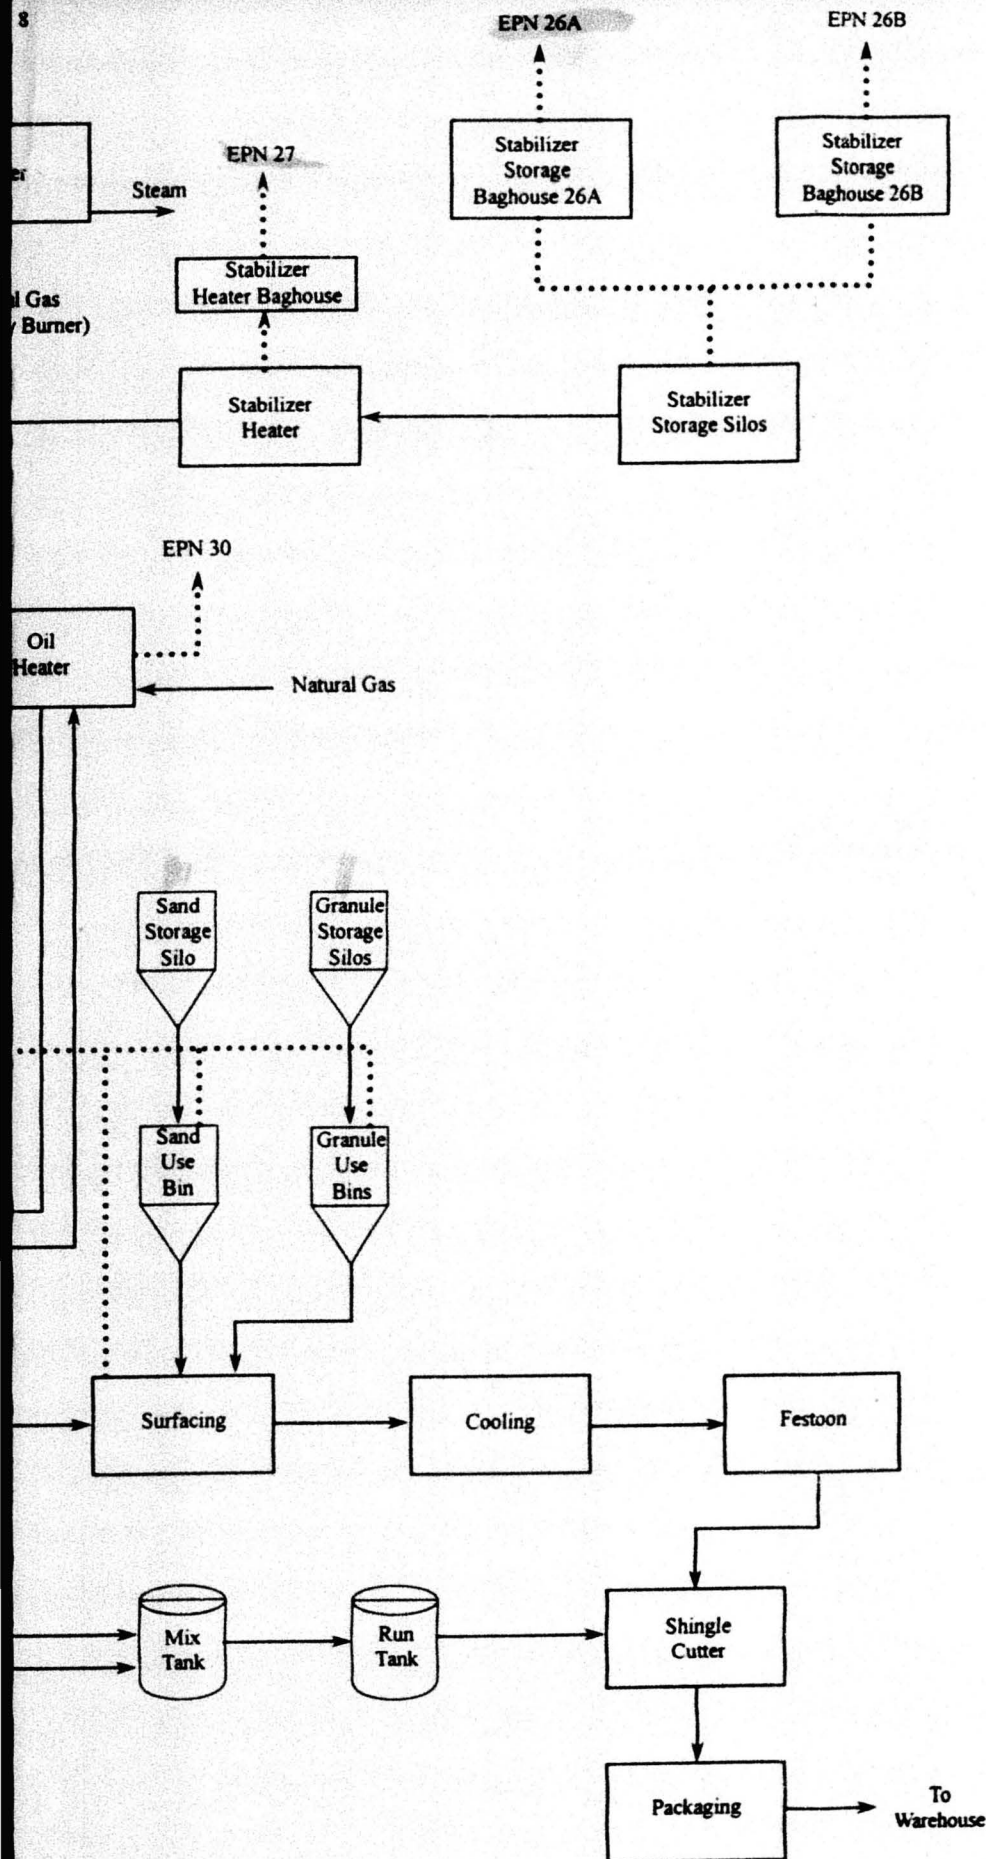 8
EPN 26A
EPN 26B
EPN 27
Steam
er
Stabilizer
Storage
Baghouse 26A
Stabilizer
Storage
Baghouse 26B
Stabilizer
Heater Baghouse
l Gas
Burner)
Stabilizer
Heater
Stabilizer
Storage Silos
EPN 30
Oil
Heater
Natural Gas
Sand
Storage
Silo
Granule
Storage
Silos
Sand
Use
Bin
Granule
Use
Bins
Surfacing
Cooling
Festoon
Mix
Tank
Run
Tank
Shingle
Cutter
Packaging
To
Warehouse